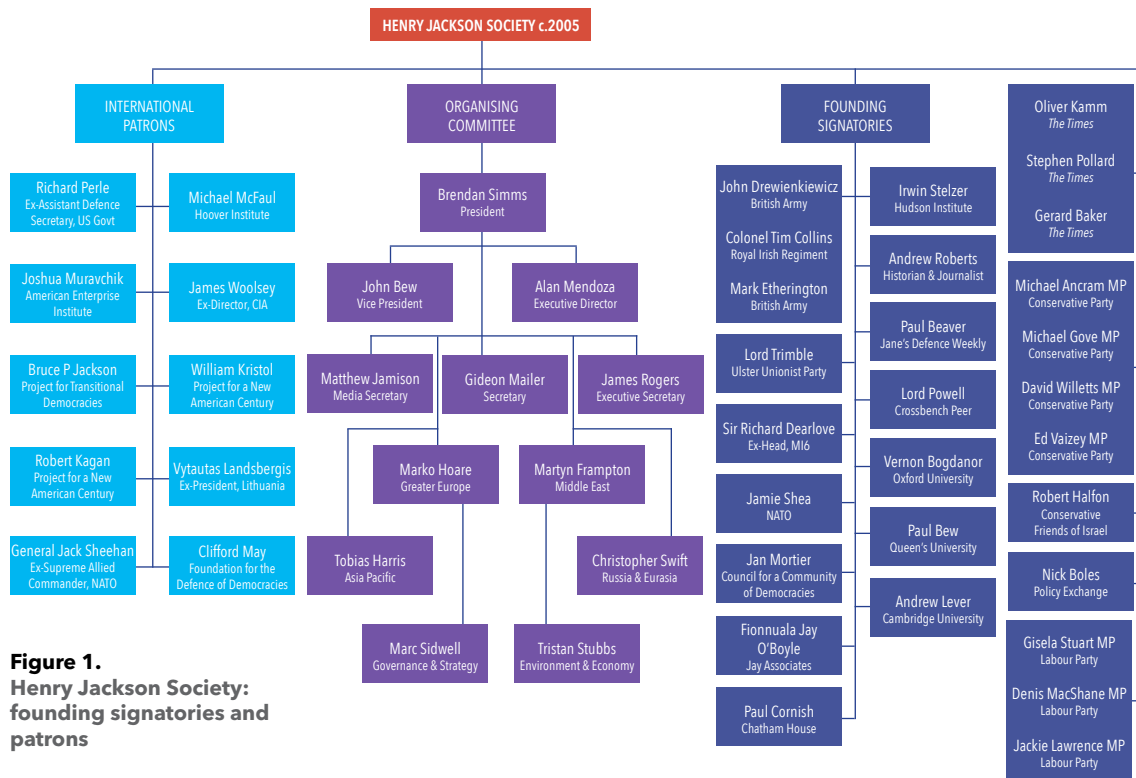 HENRY JACKSON SOCIETY c.2005
INTERNATIONAL
PATRONS
Richard Perle
Ex-Assistant Defence
Secretary, US Govt
Michael McFaul
Hoover Institute
Joshua Muravchik
American Enterprise
Institute
James Woolsey
Ex-Director, CIA
Bruce P Jackson
Project for Transitional
Democracies
William Kristol
Project for a New
American Century
Robert Kagan
Project for a New
American Century
Vytautas Landsbergis
Ex-President, Lithuania
General Jack Sheehan
Ex-Supreme Allied
Commander, NATO
Clifford May
Foundation for the
Defence of Democracies
ORGANISING
COMMITTEE
Brendan Simms
President
John Bew
Vice President
Alan Mendoza
Executive Director
Matthew Jamison
Media Secretary
Gideon Mailer
Secretary
James Rogers
Executive Secretary
Marko Hoare
Greater Europe
Martyn Frampton
Middle East
Tobias Harris
Asia Pacific
Christopher Swift
Russia & Eurasia
Marc Sidwell
Governance & Strategy
Tristan Stubbs
Environment & Economy
FOUNDING
SIGNATORIES
John Drewienkiewicz
British Army
Colonel Tim Collins
Royal Irish Regiment
Mark Etherington
British Army
Lord Trimble
Ulster Unionist Party
Sir Richard Dearlove
Ex-Head, MI6
Jamie Shea
NATO
Jan Mortier
Council for a Community
of Democracies
Fionnuala Jay
O'Boyle
Jay Associates
Paul Cornish
Chatham House
Irwin Stelzer
Hudson Institute
Andrew Roberts
Historian & Journalist
Paul Beaver
Jane's Defence Weekly
Lord Powell
Crossbench Peer
Vernon Bogdanor
Oxford University
Paul Bew
Queen's University
Andrew Lever
Cambridge University
Oliver Kamm
The Times
Stephen Pollard
The Times
Gerard Baker
The Times
Michael Ancram MP
Conservative Party
Michael Gove MP
Conservative Party
David Willetts MP
Conservative Party
Ed Vaizey MP
Conservative Party
Robert Halfon
Conservative
Friends of Israel
Nick Boles
Policy Exchange
Gisela Stuart MP
Labour Party
Denis MacShane MP
Labour Party
Jackie Lawrence MP
Labour Party
Figure 1.
Henry Jackson Society:
founding signatories and
patrons